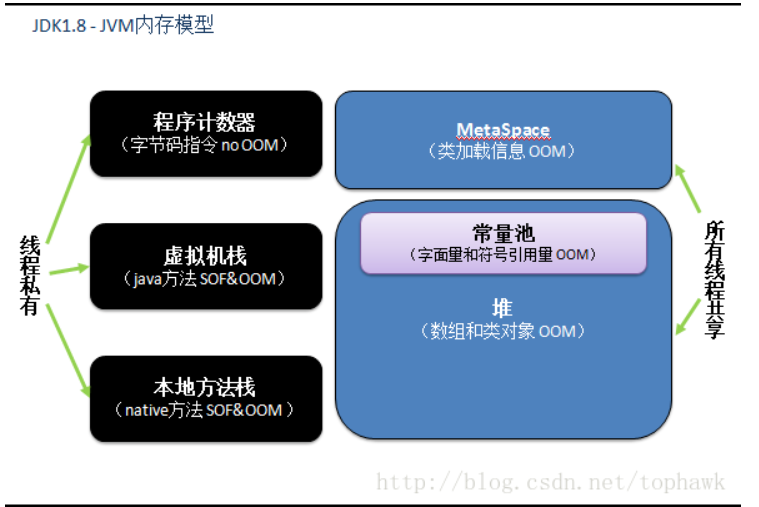 JDK1.8 - JVM内存模型
程序计数器
（字节码指令 no OOM）
MetaSpace
（类加载信息 OOM）
线程私有
虚拟机栈
（java方法 SOF&OOM）
常量池
（字面量和符号引用量 OOM）
堆
（数组和类对象 OOM）
所有线程共享
本地方法栈
（native方法 SOF&OOM ）
http://blog.csdn.net/tophawk